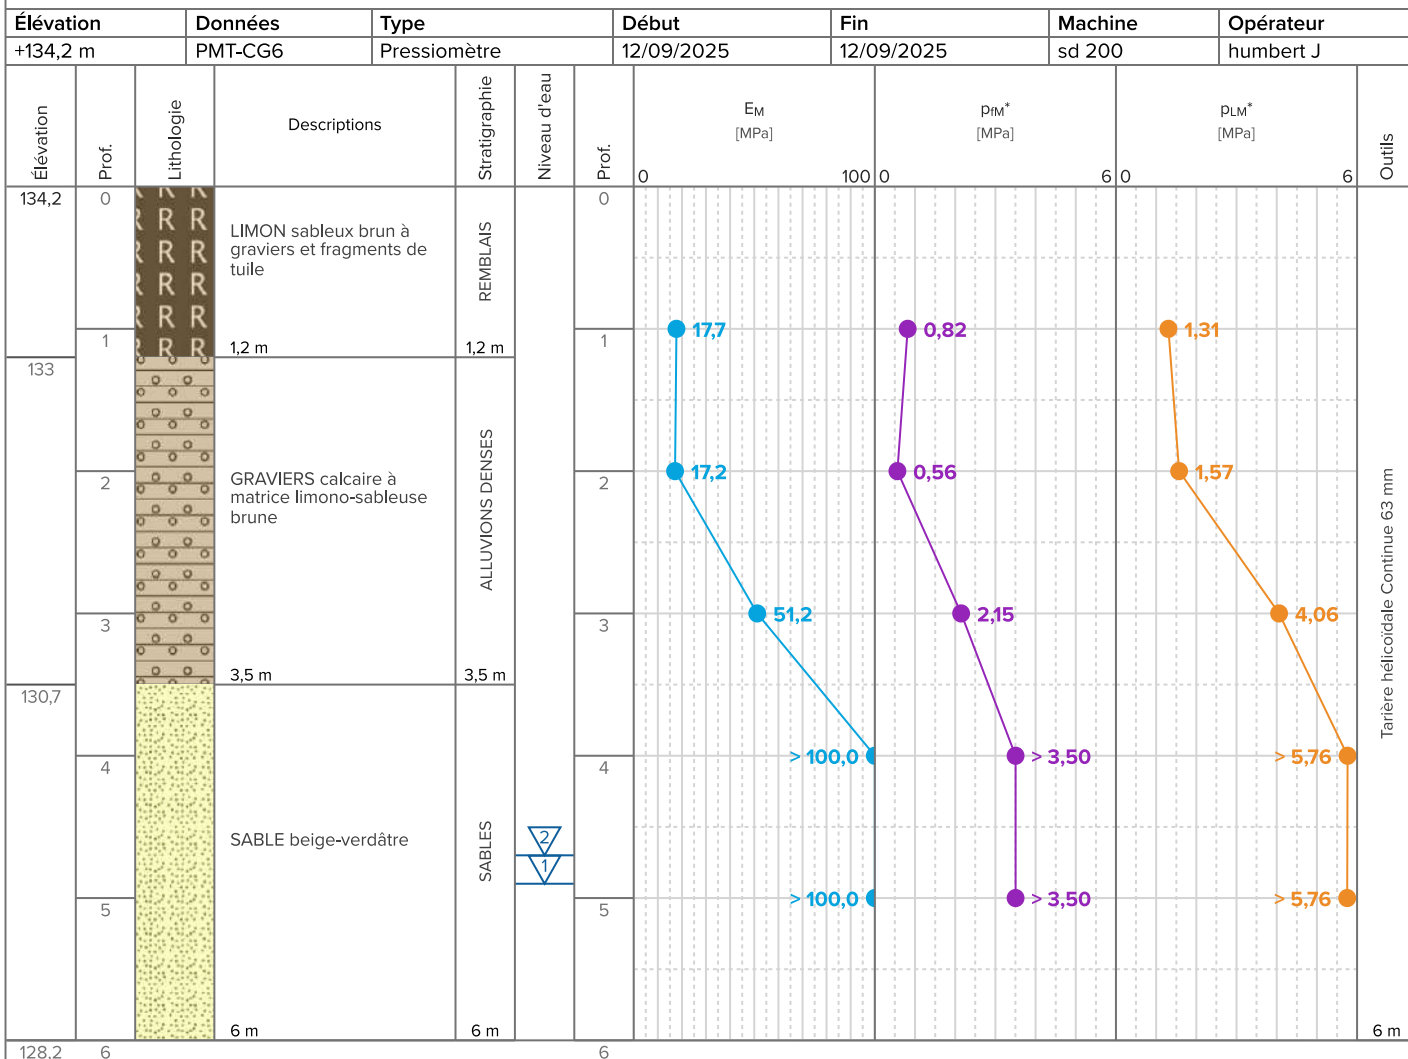 Élévation Données Type Début Fin Machine Opérateur
+134,2 m PMT-CG6 Pressiomètre 12/09/2025 12/09/2025 sd 200 humbert J
Élévation Prof. Lithologie Descriptions Stratigraphie Niveau d'eau Prof. EM [MPa] pfM* [MPa] pLM* [MPa] Outils
0 100 0 6 0 6
134,2 0 0
R R R
LIMON sableux brun à
graviers et fragments de
tuile
REMBLAIS
1 1 17,7 0,82 1,31
1,2 m 1,2 m
133
GRAVIERS calcaire à
matrice limono-sableuse
brune
ALLUVIONS DENSES
2 2 17,2 0,56 1,57
3 3 51,2 2,15 4,06
3,5 m 3,5 m
130,7
Tarière hélicoïdale Continue 63 mm
4 4 > 100,0 > 3,50 > 5,76
SABLE beige-verdâtre
SABLES
2
1
5 5 > 100,0 > 3,50 > 5,76
6 m 6 m 6 m
128,2 6 6